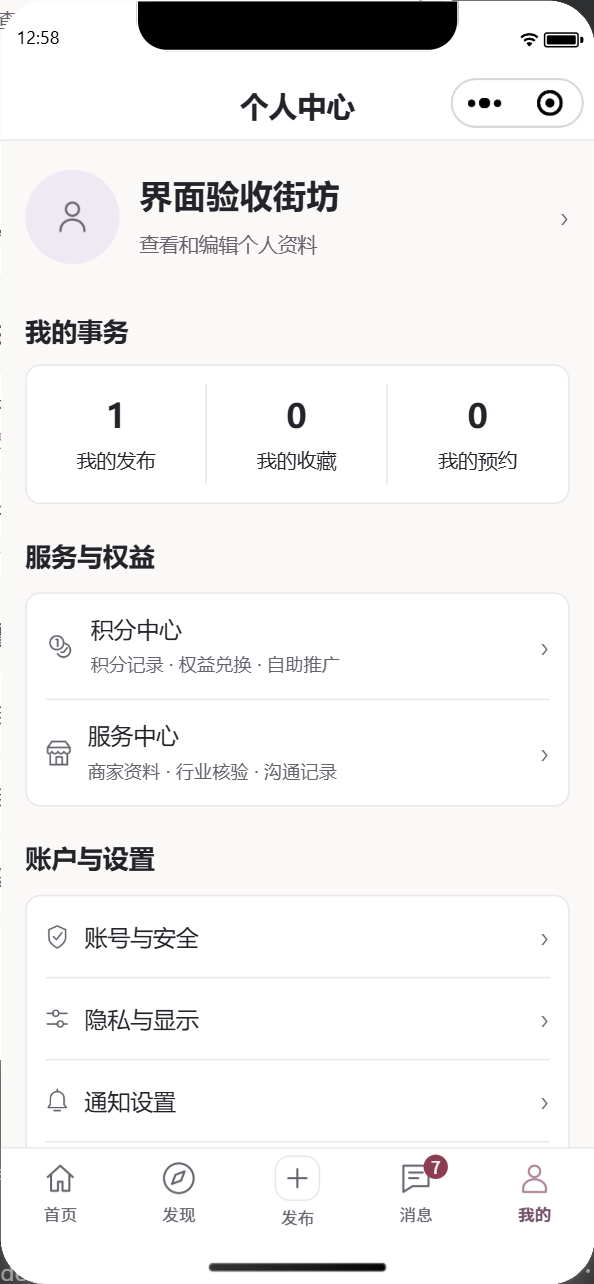 12:58
个人中心
界面验收街坊
查看和编辑个人资料
我的事务
1
0
0
我的发布
我的收藏
我的预约
服务与权益
积分中心
积分记录 · 权益兑换 · 自助推广
服务中心
商家资料 · 行业核验 · 沟通记录
账户与设置
账号与安全
隐私与显示
通知设置
7
首页
发现
发布
消息
我的